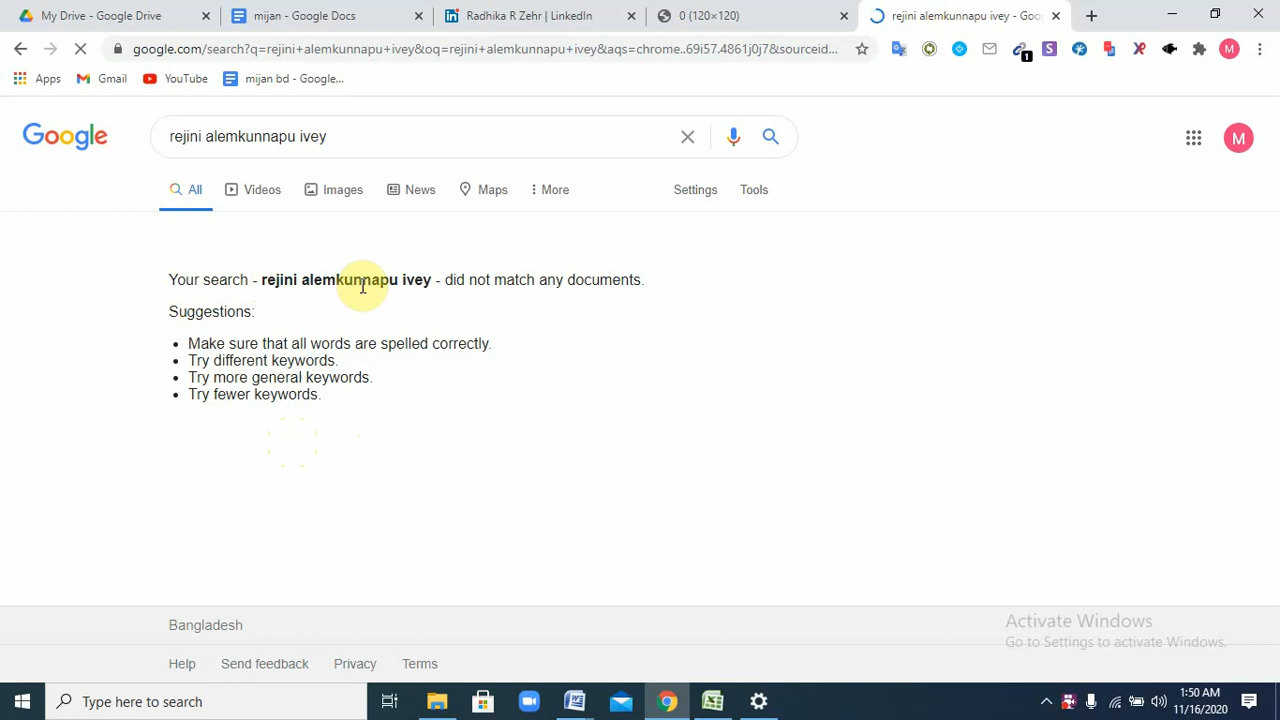 My Drive - Google Drive
mijan - Google Docs
Radhika R Zehr | LinkedIn
0 (120×120)
rejini alemkunnapu ivey - Goo
google.com/search?q=rejini+alemkunnapu+ivey&oq=rejini+alemkunnapu+ivey&aqs=chrome..69i57.4861j0j7&sourceid...
1
S
M
Apps
Gmail
YouTube
mijan bd - Google...
Google
rejini alemkunnapu ivey
M
All
Videos
Images
News
Maps
More
Settings
Tools
Your search - rejini alemkunnapu ivey - did not match any documents.
Suggestions:
Make sure that all words are spelled correctly.
Try different keywords.
Try more general keywords.
Try fewer keywords.
Bangladesh
Activate Windows
Go to Settings to activate Windows.
Help
Send feedback
Privacy
Terms
Type here to search
1:50 AM
11/16/2020